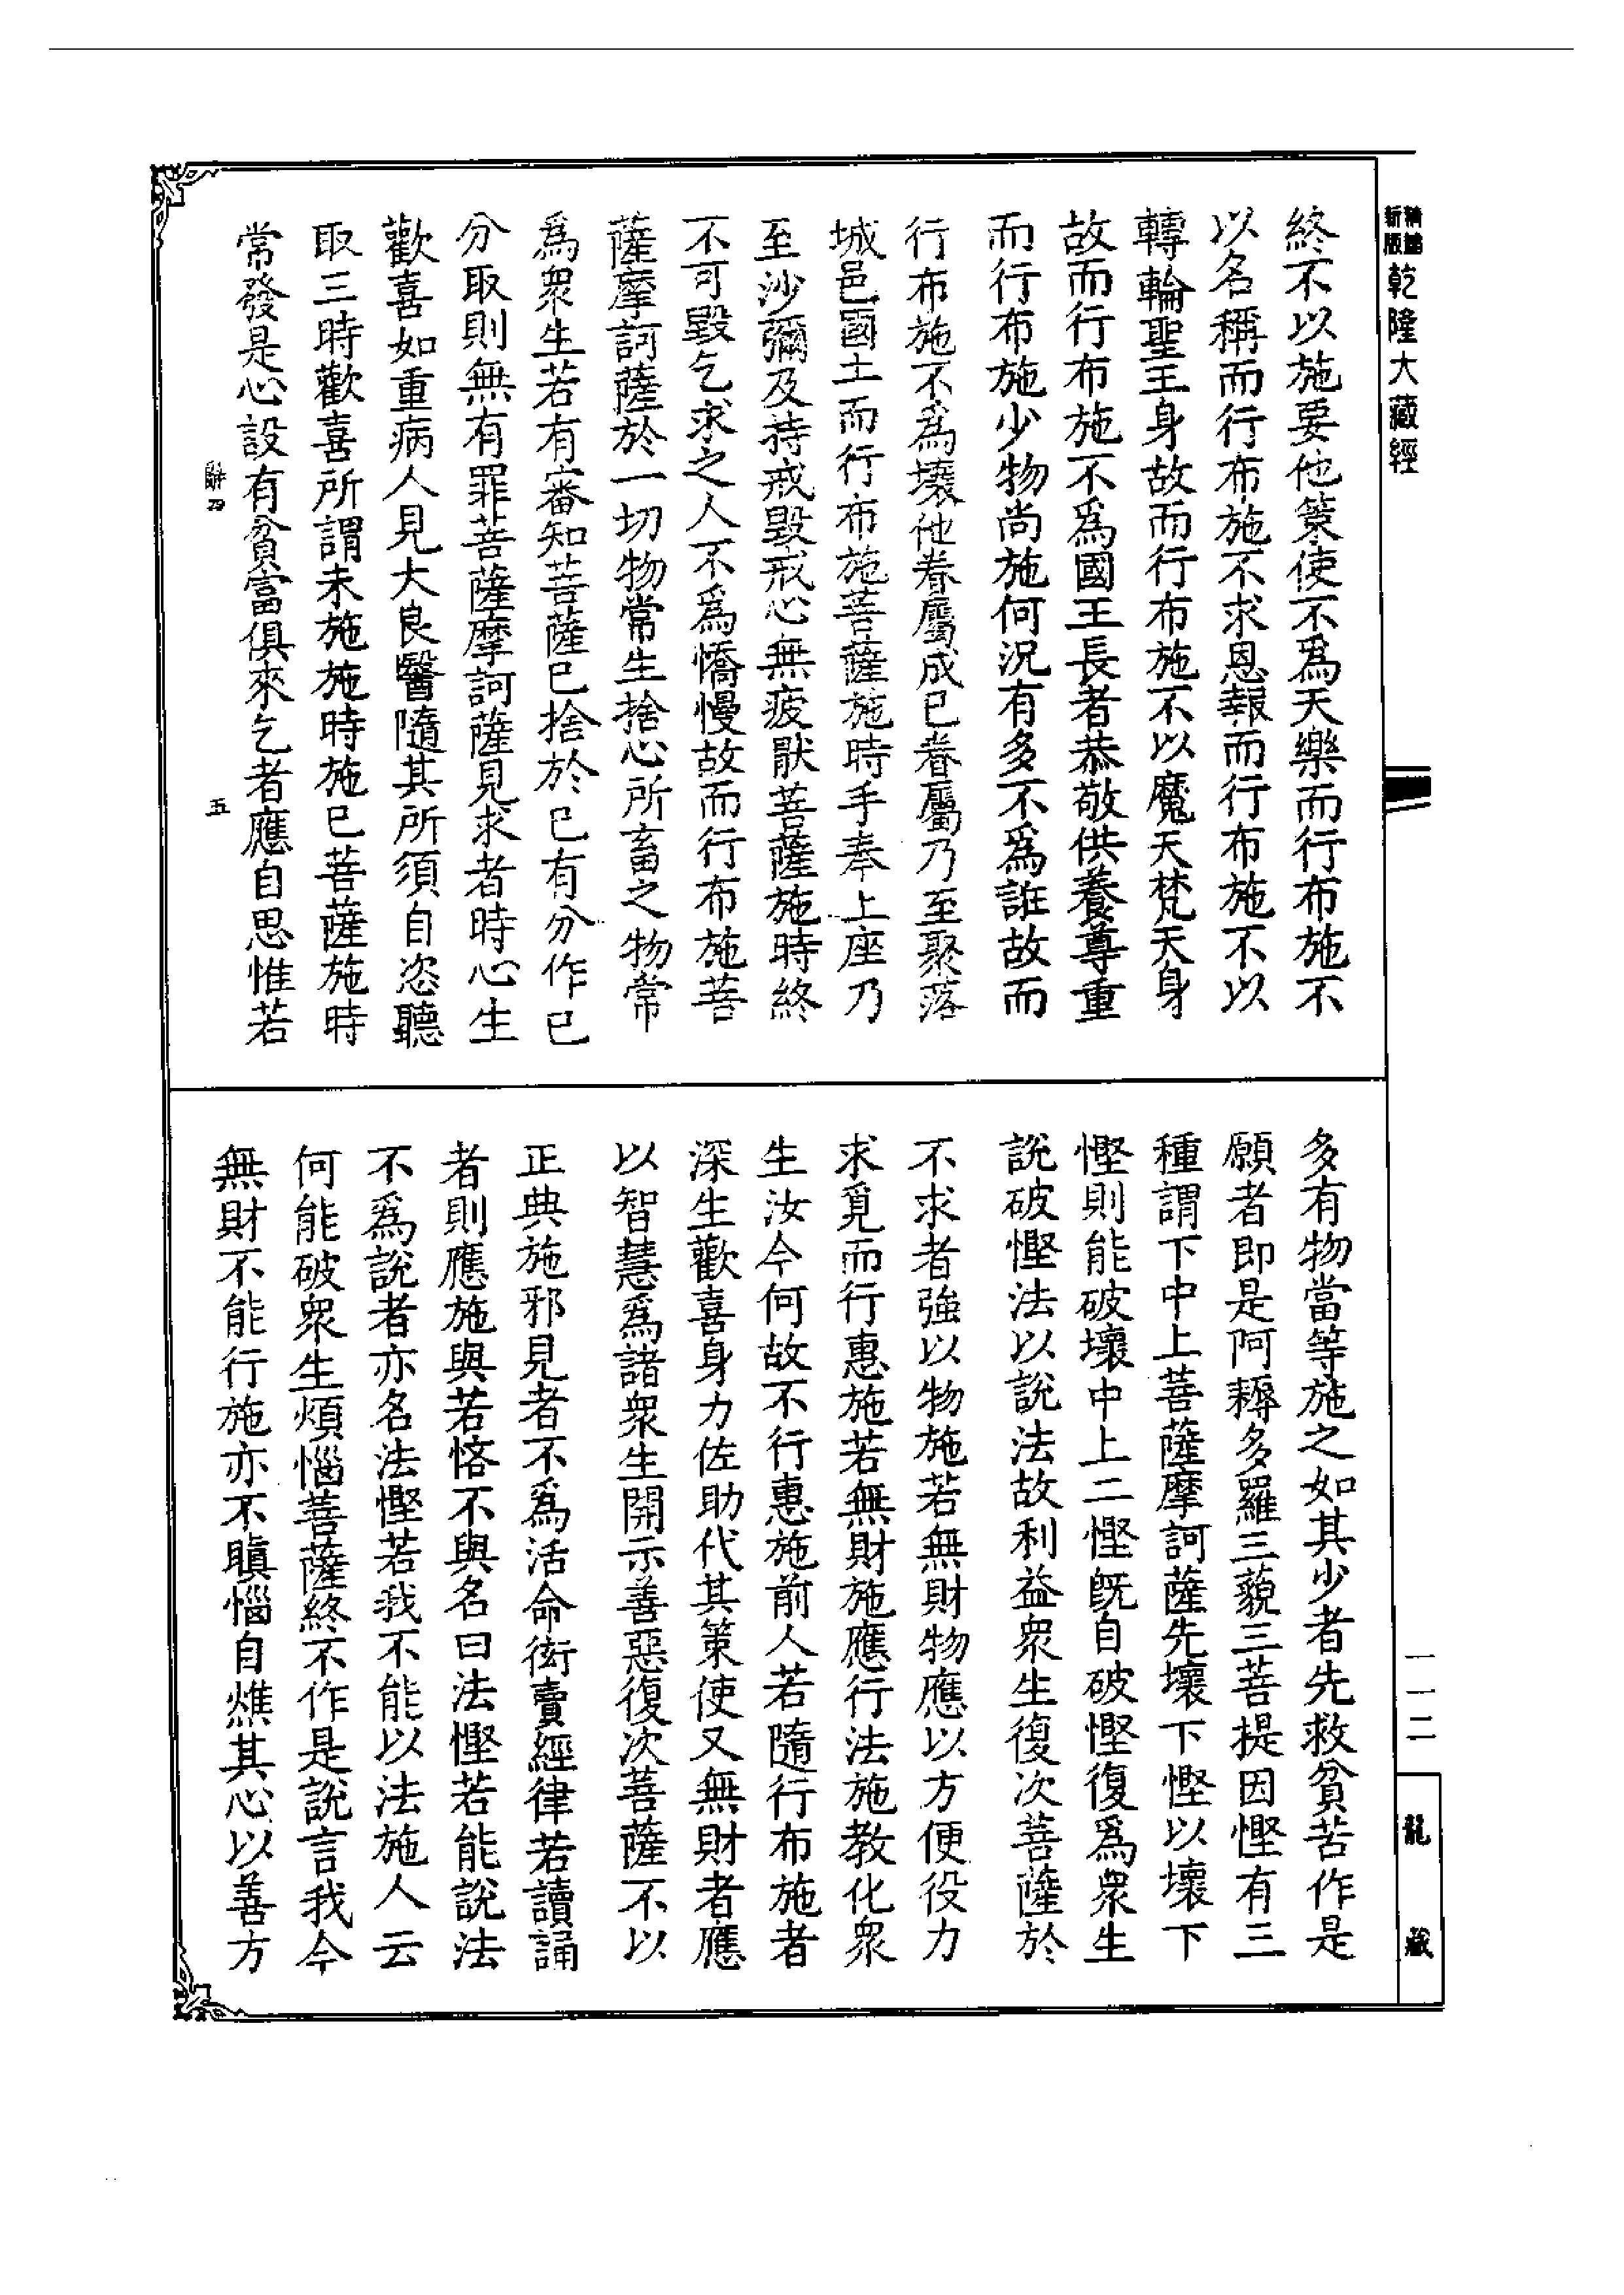 新版
精縮
乾隆大藏經
終不以施要他策使不爲天樂而行布施不
以名稱而行布施不求恩報而行布施不以
轉輪聖王身故而行布施不以魔天梵天身
故而行布施不爲國王長者恭敬供養尊重
而行布施少物尚施何況有多不爲誑故而
行布施不爲壞他眷屬成已眷屬乃至聚落
城邑國土而行布施菩薩施時手奉上座乃
至沙彌及持戒毀戒心無疲猒菩薩施時終
不可毀乞求之人不爲憍慢故而行布施菩
薩摩訶薩於一切物常生捨心所畜之物常
爲衆生若有審知菩薩已捨於已有分作已
分取則無有罪菩薩摩訶薩見求者時心生
歡喜如重病人見大良醫隨其所須自恣聽
取三時歡喜所謂未施施時施已菩薩施時
常發是心設有貧富俱來乞者應自思惟若
辭四
五
多有物當等施之如其少者先救貧苦作是
願者即是阿耨多羅三藐三菩提因慳有三
種謂下中上菩薩摩訶薩先壞下慳以壞下
慳則能破壞中上二慳旣自破慳復爲衆生
說破慳法以說法故利益衆生復次菩薩於
不求者強以物施若無財物應以方便役力
求覓而行惠施若無財施應行法施教化衆
生汝今何故不行惠施前人若隨行布施者
深生歡喜身力佐助代其策使又無財者應
以智慧爲諸衆生開示善惡復次菩薩不以
正典施邪見者不爲活命衒賣經律若讀誦
者則應施與若悋不與名曰法慳若能說法
不爲說者亦名法慳若我不能以法施人云
何能破衆生煩惱菩薩終不作是說言我今
無財不能行施亦不瞋惱自燋其心以善方
一一二
龍藏